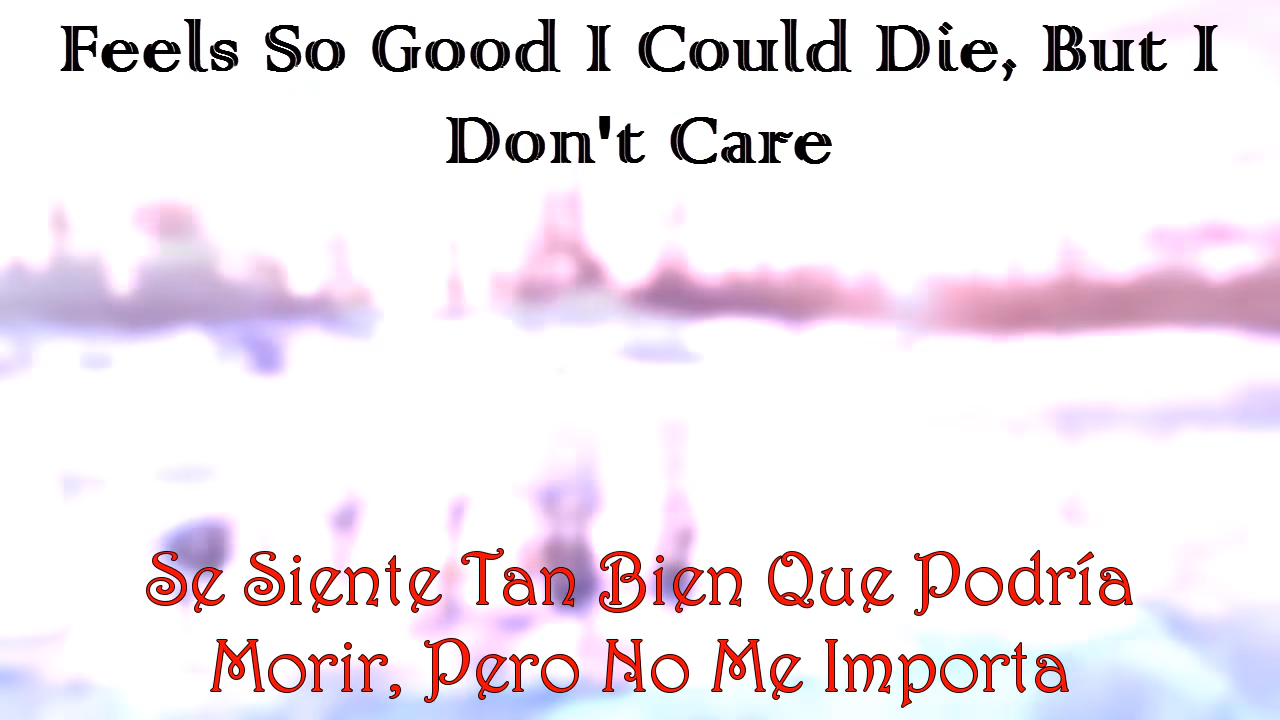 Feels So Good I Could Die, But I
Don't Care
Se Siente Tan Bien Que Podría
Morir, Pero No Me Importa